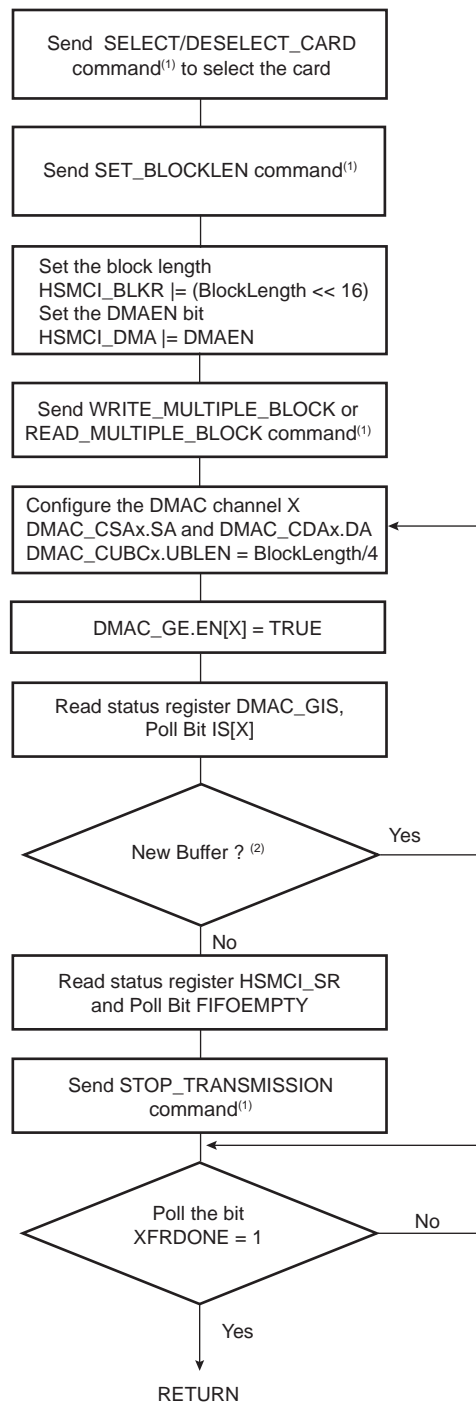 Send SELECT/DESELECT_CARD
command(1) to select the card
Send SET_BLOCKLEN command(1)
Set the block length
HSMCI_BLKR |= (BlockLength << 16)
Set the DMAEN bit
HSMCI_DMA |= DMAEN
Send WRITE_MULTIPLE_BLOCK or
READ_MULTIPLE_BLOCK command(1)
Configure the DMAC channel X
DMAC_CSAx.SA and DMAC_CDAx.DA
DMAC_CUBCx.UBLEN = BlockLength/4
DMAC_GE.EN[X] = TRUE
Read status register DMAC_GIS,
Poll Bit IS[X]
New Buffer ? (2)
Yes
No
Read status register HSMCI_SR
and Poll Bit FIFOEMPTY
Send STOP_TRANSMISSION
command(1)
Poll the bit
XFRDONE = 1
No
Yes
RETURN